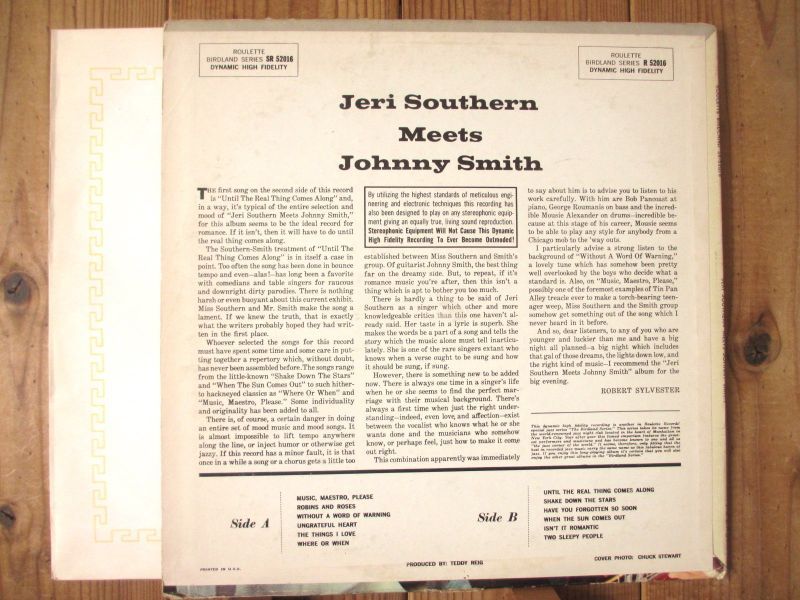 ROULETTE
BIRDLAND SERIES SR 52016
DYNAMIC HIGH FIDELITY
ROULETTE
BIRDLAND SERIES R 52016
DYNAMIC HIGH FIDELITY
Jeri Southern
Meets
Johnny Smith
THE first song on the second side of this record
is "Until The Real Thing Comes Along" and,
in a way, it's typical of the entire selection and
mood of "Jeri Southern Meets Johnny Smith,"
for this album seems to be the ideal record for
romance. If it isn't, then it will have to do until
the real thing comes along.
The Southern-Smith treatment of "Until The
Real Thing Comes Along" is in itself a case in
point. Too often the song has been done in bounce
tempo and even—alas!—has long been a favorite
with comedians and table singers for raucous
and downright dirty parodies. There is nothing
harsh or even buoyant about this current exhibit.
Miss Southern and Mr. Smith make the song a
lament. If we knew the truth, that is exactly
what the writers probably hoped they had writ-
ten in the first place.
Whoever selected the songs for this record
must have spent some time and some care in put-
ting together a repertory which, without doubt,
has never been assembled before. The songs range
from the little-known "Shake Down The Stars"
and "When The Sun Comes Out" to such hither-
to hackneyed classics as "Where Or When" and
"Music, Maestro, Please." Some individuality
and originality has been added to all.
There is, of course, a certain danger in doing
an entire set of mood music and mood songs. It
is almost impossible to lift tempo anywhere
along the line, or inject humor or otherwise get
jazzy. If this record has a minor fault, it is that
once in a while a song or a chorus gets a little too
By utilizing the highest standards of meticulous engi-
neering and electronic techniques this recording has
also been designed to play on any stereophonic equip-
ment giving an equally true, living sound reproduction.
Stereophonic Equipment Will Not Cause This Dynamic
High Fidelity Recording To Ever Become Outmoded!
established between Miss Southern and Smith's
group. Of guitarist Johnny Smith, the best thing
far on the dreamy side. But, to repeat, if it's
romance music you're after, then this isn't a
thing which is apt to bother you too much.
There is hardly a thing to be said of Jeri
Southern as a singer which other and more
knowledgeable critics than this one haven't al-
ready said. Her taste in a lyric is superb. She
makes the words be a part of a song and tells the
story which the music alone must tell inarticu-
lately. She is one of the rare singers extant who
knows when a verse ought to be sung and how
it should be sung, if sung.
However, there is something new to be added
now. There is always one time in a singer's life
when he or she seems to find the perfect mar-
riage with their musical background. There's
always a first time when just the right under-
standing—indeed, even love, and affection—exist
between the vocalist who knows what he or she
wants done and the musicians who somehow
know, or perhaps feel, just how to make it come
out right.
This combination apparently was immediately
to say about him is to advise you to listen to his
work carefully. With him are Bob Pancoast at
piano, George Roumanis on bass and the incred-
ible Mousie Alexander on drums—incredible be-
cause at this stage of his career, Mousie seems
to be able to play any style for anybody from a
Chicago mob to the 'way outs.
I particularly advise a strong listen to the
background of "Without A Word Of Warning,"
a lovely tune which has somehow been pretty
well overlooked by the boys who decide what a
standard is. Also, on "Music, Maestro, Please,"
possibly one of the foremost examples of Tin Pan
Alley treacle ever to make a torch-bearing teen-
ager weep, Miss Southern and the Smith group
somehow get something out of the song which I
never heard in it before.
And so, dear listeners, to any of you who are
younger and luckier than me and have a big
night all planned—a big night which includes
that gal of those dreams, the lights down low, and
the right kind of music—I recommend the "Jeri
Southern Meets Johnny Smith" album for the
big evening.
ROBERT SYLVESTER
Side A
MUSIC, MAESTRO, PLEASE
ROBINS AND ROSES
WITHOUT A WORD OF WARNING
UNGRATEFUL HEART
THE THINGS I LOVE
WHERE OR WHEN
Side B
UNTIL THE REAL THING COMES ALONG
SHAKE DOWN THE STARS
HAVE YOU FORGOTTEN SO SOON
WHEN THE SUN COMES OUT
ISN'T IT ROMANTIC
TWO SLEEPY PEOPLE
PRINTED IN U.S.A.
PRODUCED BY: TEDDY REIG
COVER PHOTO: CHUCK STEWART